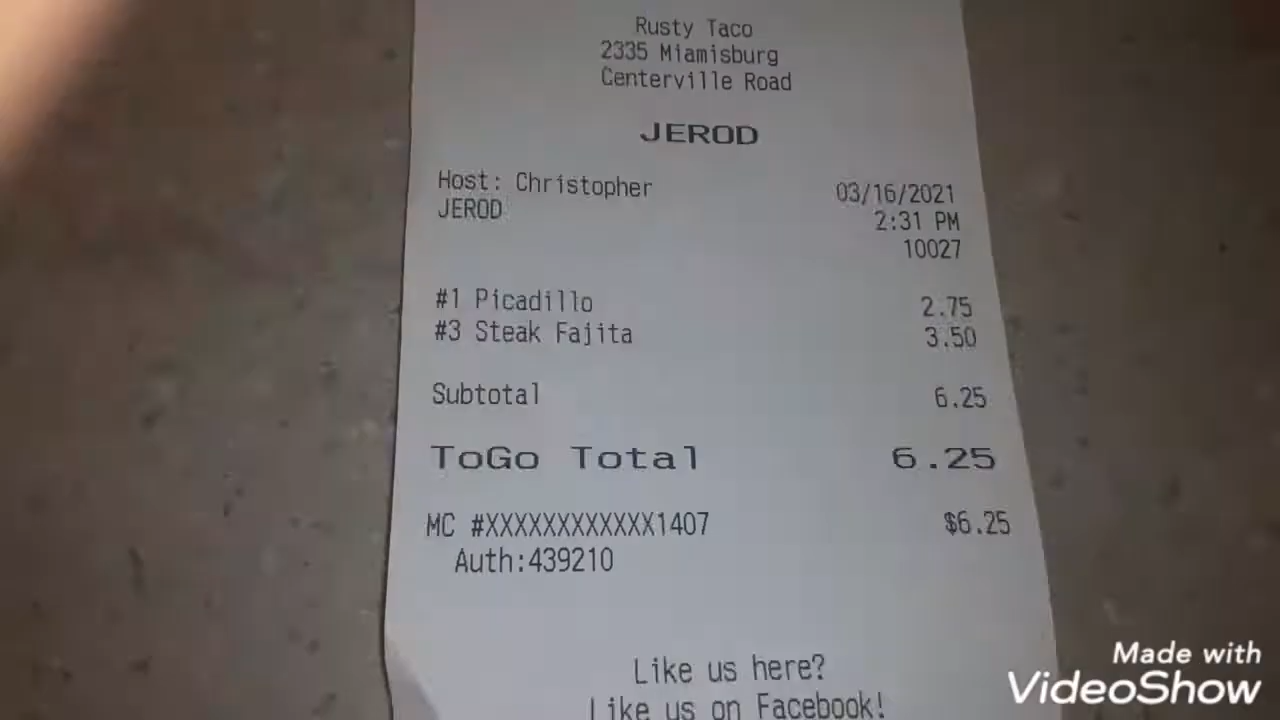 Rusty Taco
2335 Miamisburg
Centerville Road
JEROD
Host: Christopher 03/16/2021
JEROD 2:31 PM
10027
#1 Picadillo 2.75
#3 Steak Fajita 3.50
Subtotal 6.25
ToGo Total 6.25
MC #XXXXXXXXXXXX1407 $6.25
Auth:439210
Like us here?
Like us on Facebook!
Made with
VideoShow